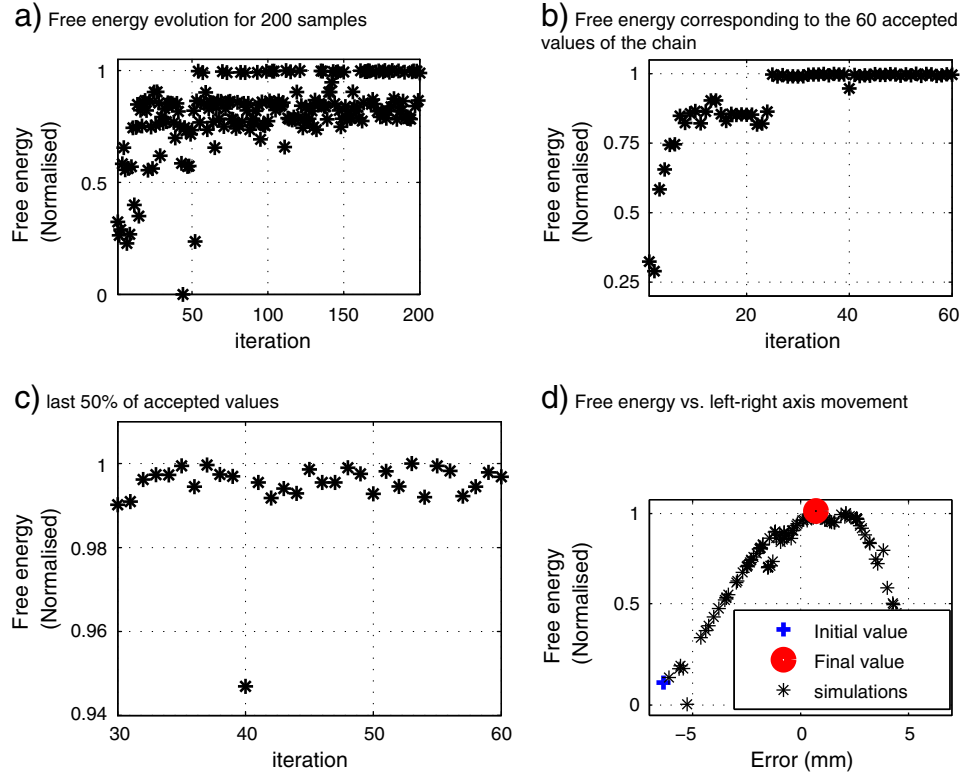 a) Free energy evolution for 200 samples
1
0.5
0
50
100
150
200
Free energy
(Normalised)
iteration
b) Free energy corresponding to the 60 accepted
values of the chain
1
0.75
0.5
0.25
20
40
60
Free energy
(Normalised)
iteration
c) last 50% of accepted values
1
0.98
0.96
0.94
30
40
50
60
Free energy
(Normalised)
iteration
d) Free energy vs. left-right axis movement
1
0.5
0
−5
0
5
Free energy
(Normalised)
Error (mm)
Initial value
Final value
simulations